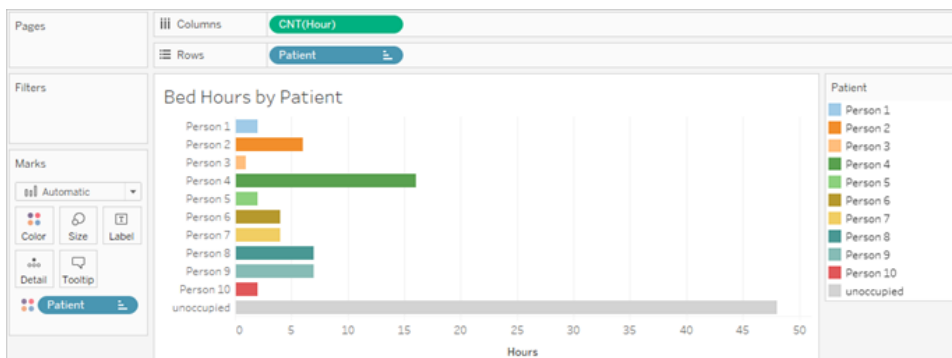 Pages
Columns
CNT(Hour)
Rows
Patient
Filters
Marks
Automatic
Color
Size
Label
Detail
Tooltip
Patient
Bed Hours by Patient
Person 1
Person 2
Person 3
Person 4
Person 5
Person 6
Person 7
Person 8
Person 9
Person 10
unoccupied
0 5 10 15 20 25 30 35 40 45 50
Hours
Patient
Person 1
Person 2
Person 3
Person 4
Person 5
Person 6
Person 7
Person 8
Person 9
Person 10
unoccupied